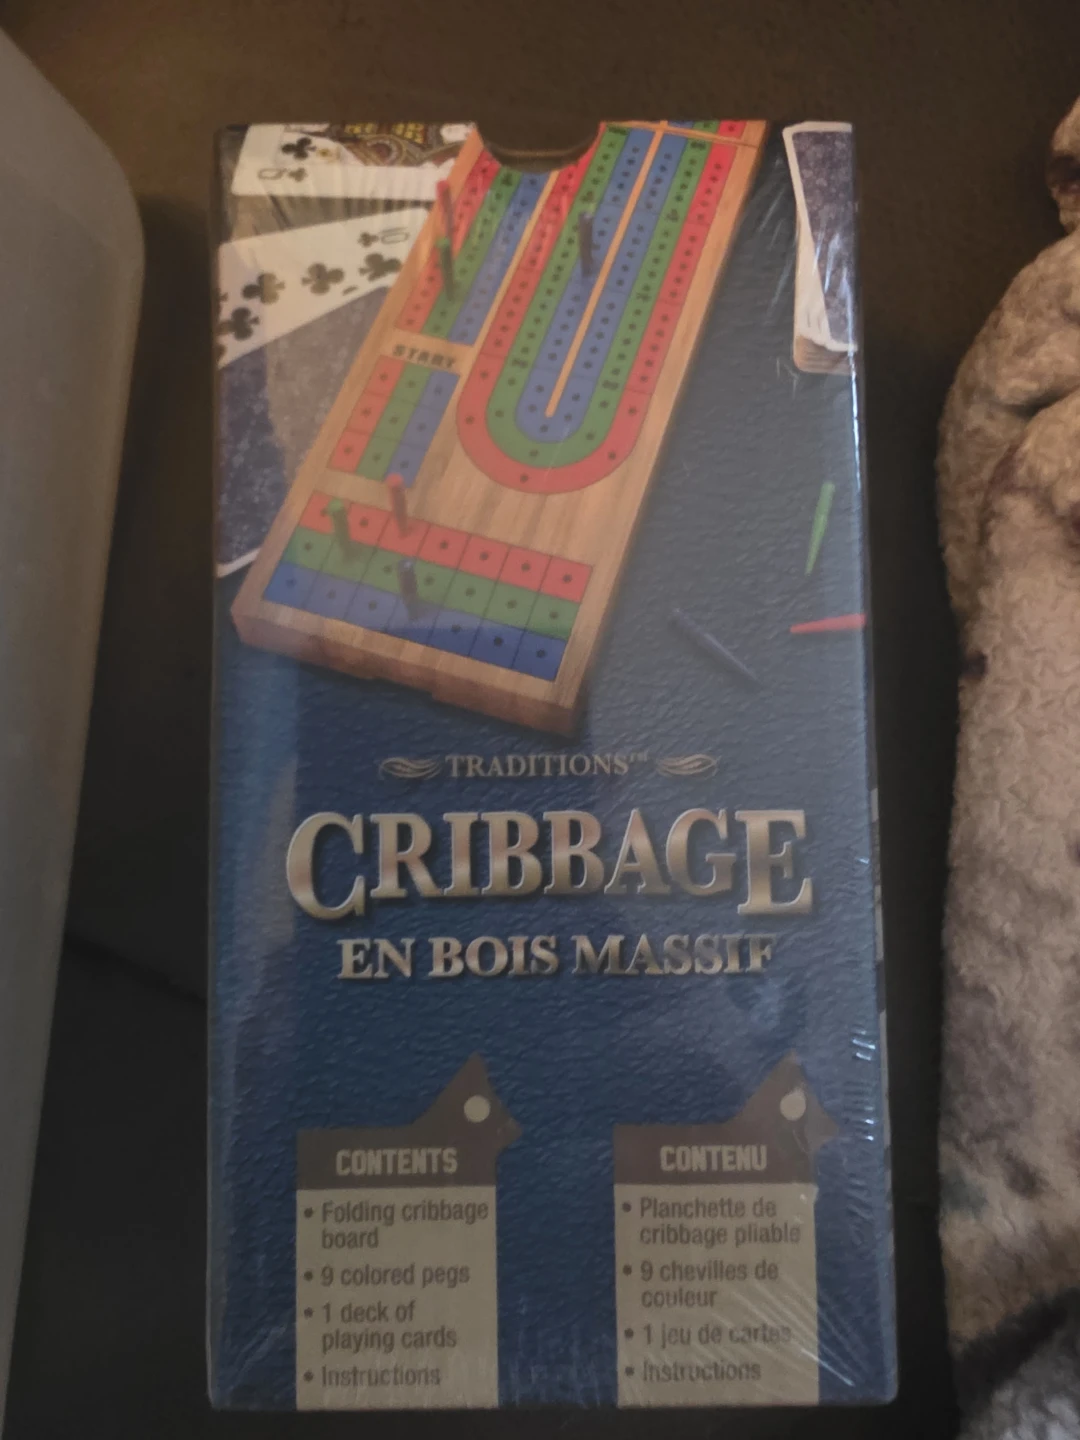 START
TRADITIONS™
CRIBBAGE
EN BOIS MASSIF
CONTENTS
• Folding cribbage
board
• 9 colored pegs
• 1 deck of
playing cards
• Instructions
CONTENU
• Planchette de
cribbage pliable
• 9 chevilles de
couleur
• 1 jeu de cartes
• Instructions